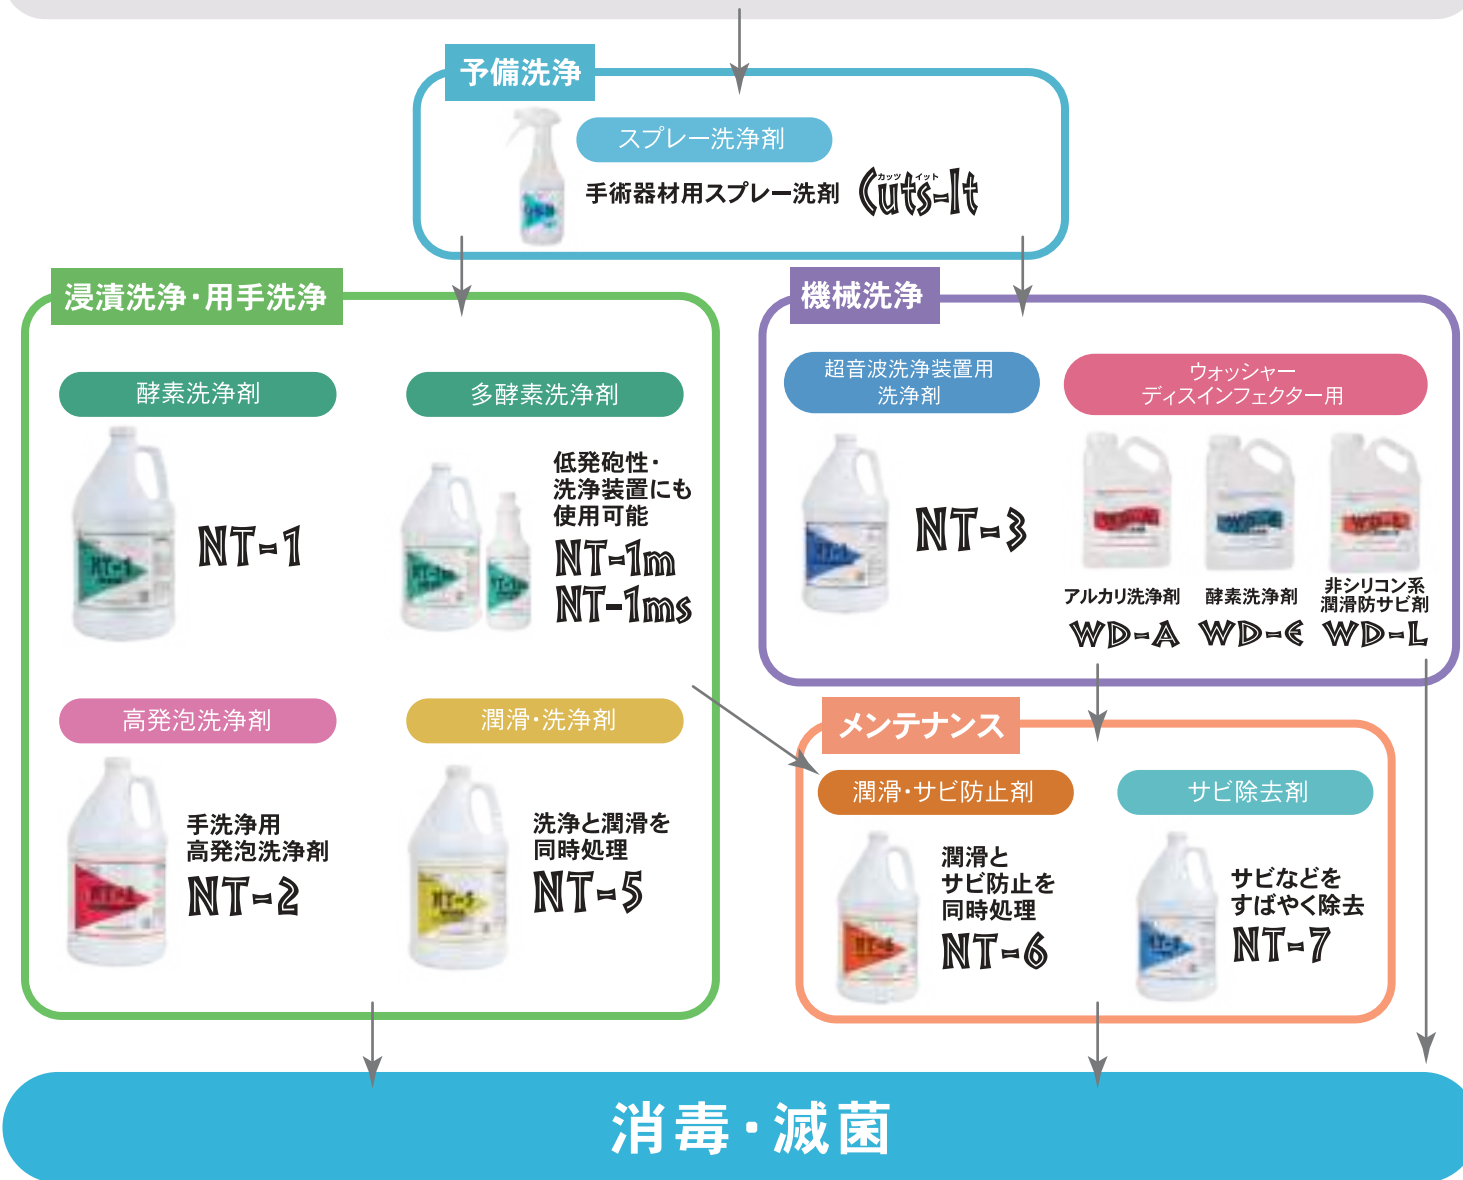 予備洗浄
スプレー洗浄剤
手術器材用スプレー洗剤
カッツ イット
Cuts-It
浸漬洗浄・用手洗浄
酵素洗浄剤
NT-1
多酵素洗浄剤
低発砲性・
洗浄装置にも
使用可能
NT-1m
NT-1ms
高発泡洗浄剤
手洗浄用
高発泡洗浄剤
NT-2
潤滑・洗浄剤
洗浄と潤滑を
同時処理
NT-5
機械洗浄
超音波洗浄装置用
洗浄剤
NT-3
ウォッシャー
ディスインフェクター用
アルカリ洗浄剤
WD-A
酵素洗浄剤
WD-E
非シリコン系
潤滑防サビ剤
WD-L
メンテナンス
潤滑・サビ防止剤
潤滑と
サビ防止を
同時処理
NT-6
サビ除去剤
サビなどを
すばやく除去
NT-7
消毒・滅菌